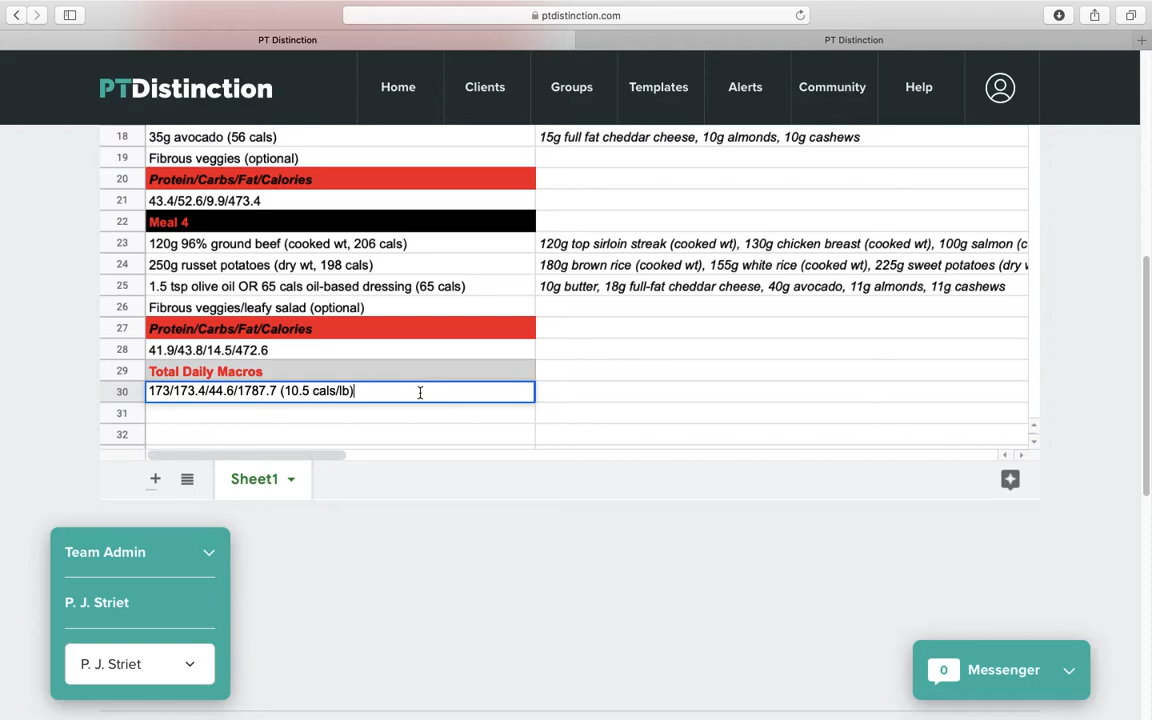 ptdistinction.com
PT Distinction
PT Distinction
PTDistinction
Home
Clients
Groups
Templates
Alerts
Community
Help
18 35g avocado (56 cals) 15g full fat cheddar cheese, 10g almonds, 10g cashews
19 Fibrous veggies (optional)
20 Protein/Carbs/Fat/Calories
21 43.4/52.6/9.9/473.4
22 Meal 4
23 120g 96% ground beef (cooked wt, 206 cals) 120g top sirloin streak (cooked wt), 130g chicken breast (cooked wt), 100g salmon (c
24 250g russet potatoes (dry wt, 198 cals) 180g brown rice (cooked wt), 155g white rice (cooked wt), 225g sweet potatoes (dry w
25 1.5 tsp olive oil OR 65 cals oil-based dressing (65 cals) 10g butter, 18g full-fat cheddar cheese, 40g avocado, 11g almonds, 11g cashews
26 Fibrous veggies/leafy salad (optional)
27 Protein/Carbs/Fat/Calories
28 41.9/43.8/14.5/472.6
29 Total Daily Macros
30 173/173.4/44.6/1787.7 (10.5 cals/lb)
31
32
Sheet1
Team Admin
P. J. Striet
P. J. Striet
0 Messenger